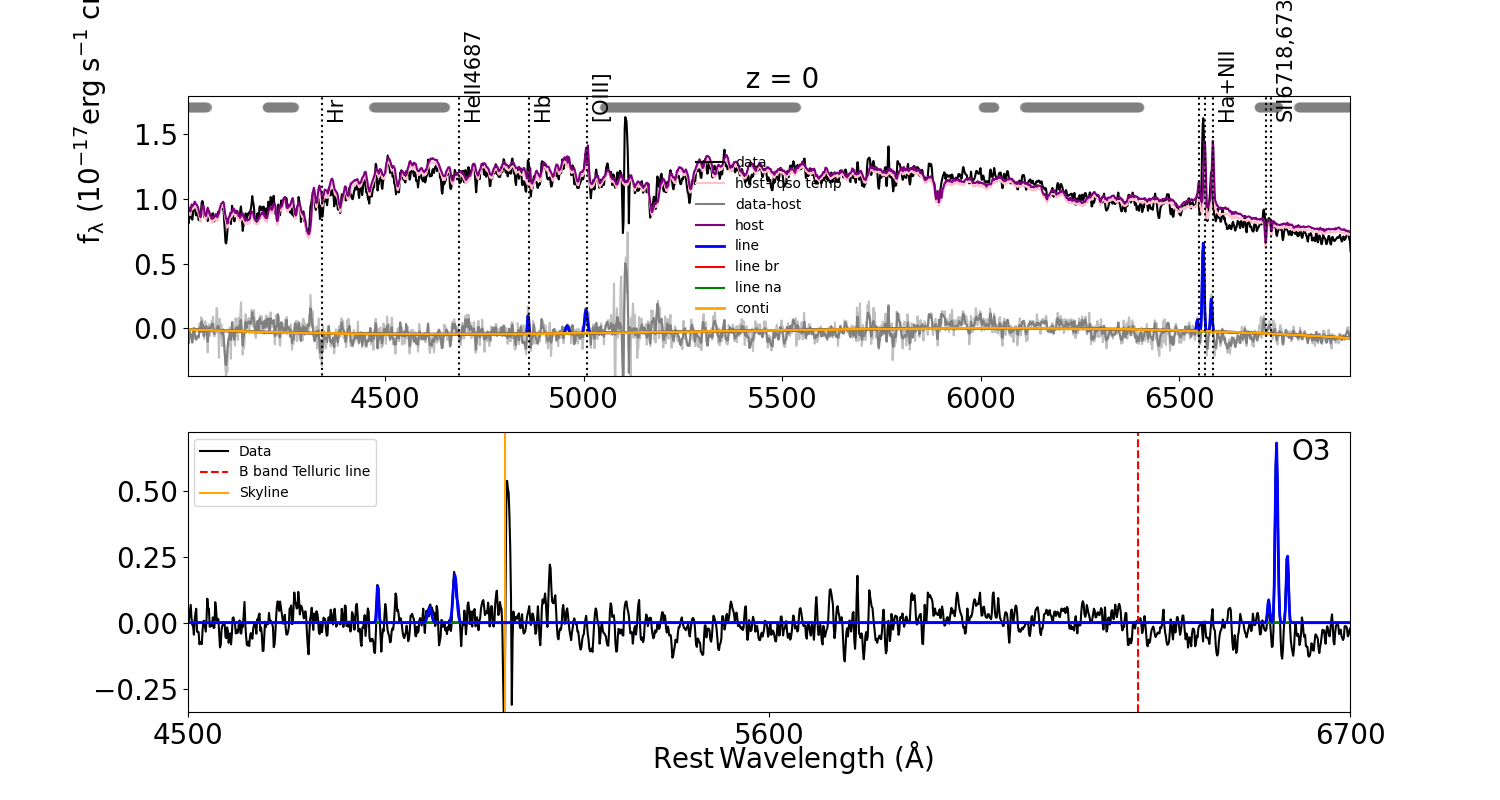 z = 0
f_λ (10^−17 erg s^−1 c
Hr
HeII4687
Hb
[OIII]
Ha+NII
SII6718,673
1.5
1.0
0.5
0.0
data
host-qso temp
data-host
host
line
line br
line na
conti
4500 5000 5500 6000 6500
Data
B band Telluric line
Skyline
O3
0.50
0.25
0.00
−0.25
4500 5600 6700
Rest Wavelength (Å)